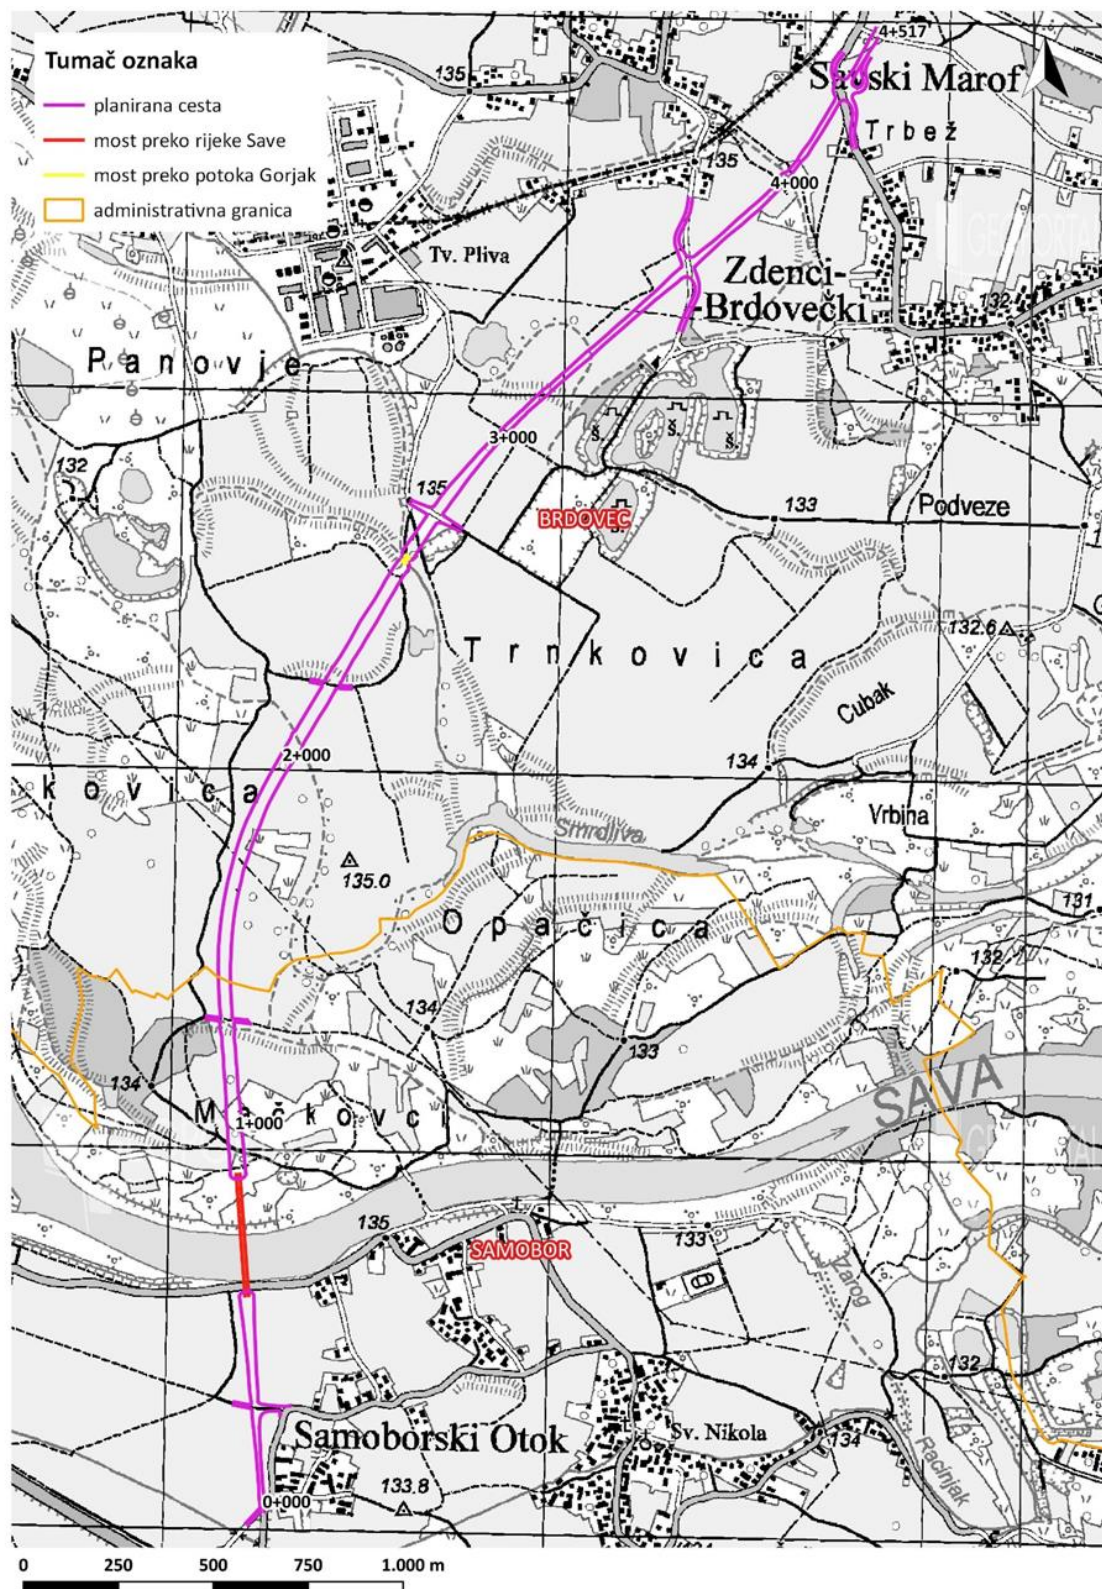 Tumač oznaka
planirana cesta
most preko rijeke Save
most preko potoka Gorjak
administrativna granica
4+517
Savski Marof
135
Trbež
135
4+000
Tv. Pliva
Zdenci-
-Brdovečki
132
Panovje
3+000
Š.
Š.
Š.
132
135
BRDOVEC
133
Podveze
Trnkovica
132.6
Cubak
2+000
134
kovica
Vrbina
Smrdljiva
135.0
Opačica
131
132
134
133
134
SAVA
Mačkovci
1+000
135
SAMOBOR
133
Zarog
132
Samoborski Otok
Sv. Nikola
134
Racinjak
133.8
0+000
0 250 500 750 1.000 m